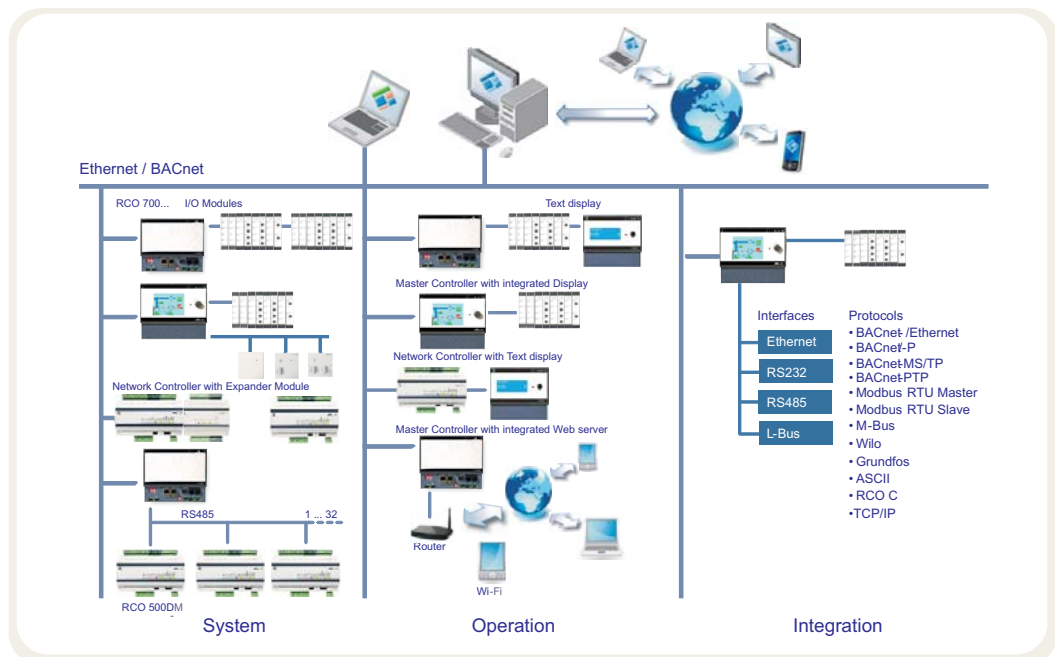 Ethernet / BACnet
RCO 700... I/O Modules
Network Controller with Expander Module
RS485 1 ... 32
RCO 500DM
System
Text display
Master Controller with integrated Display
Network Controller with Text display
Master Controller with integrated Web server
Router
Wi-Fi
Operation
Interfaces
Ethernet
RS232
RS485
L-Bus
Protocols
• BACnet-/Ethernet
• BACnet/-P
• BACnet-MS/TP
• BACnet-PTP
• Modbus RTU Master
• Modbus RTU Slave
• M-Bus
• Wilo
• Grundfos
• ASCII
• RCO C
•TCP/IP
Integration